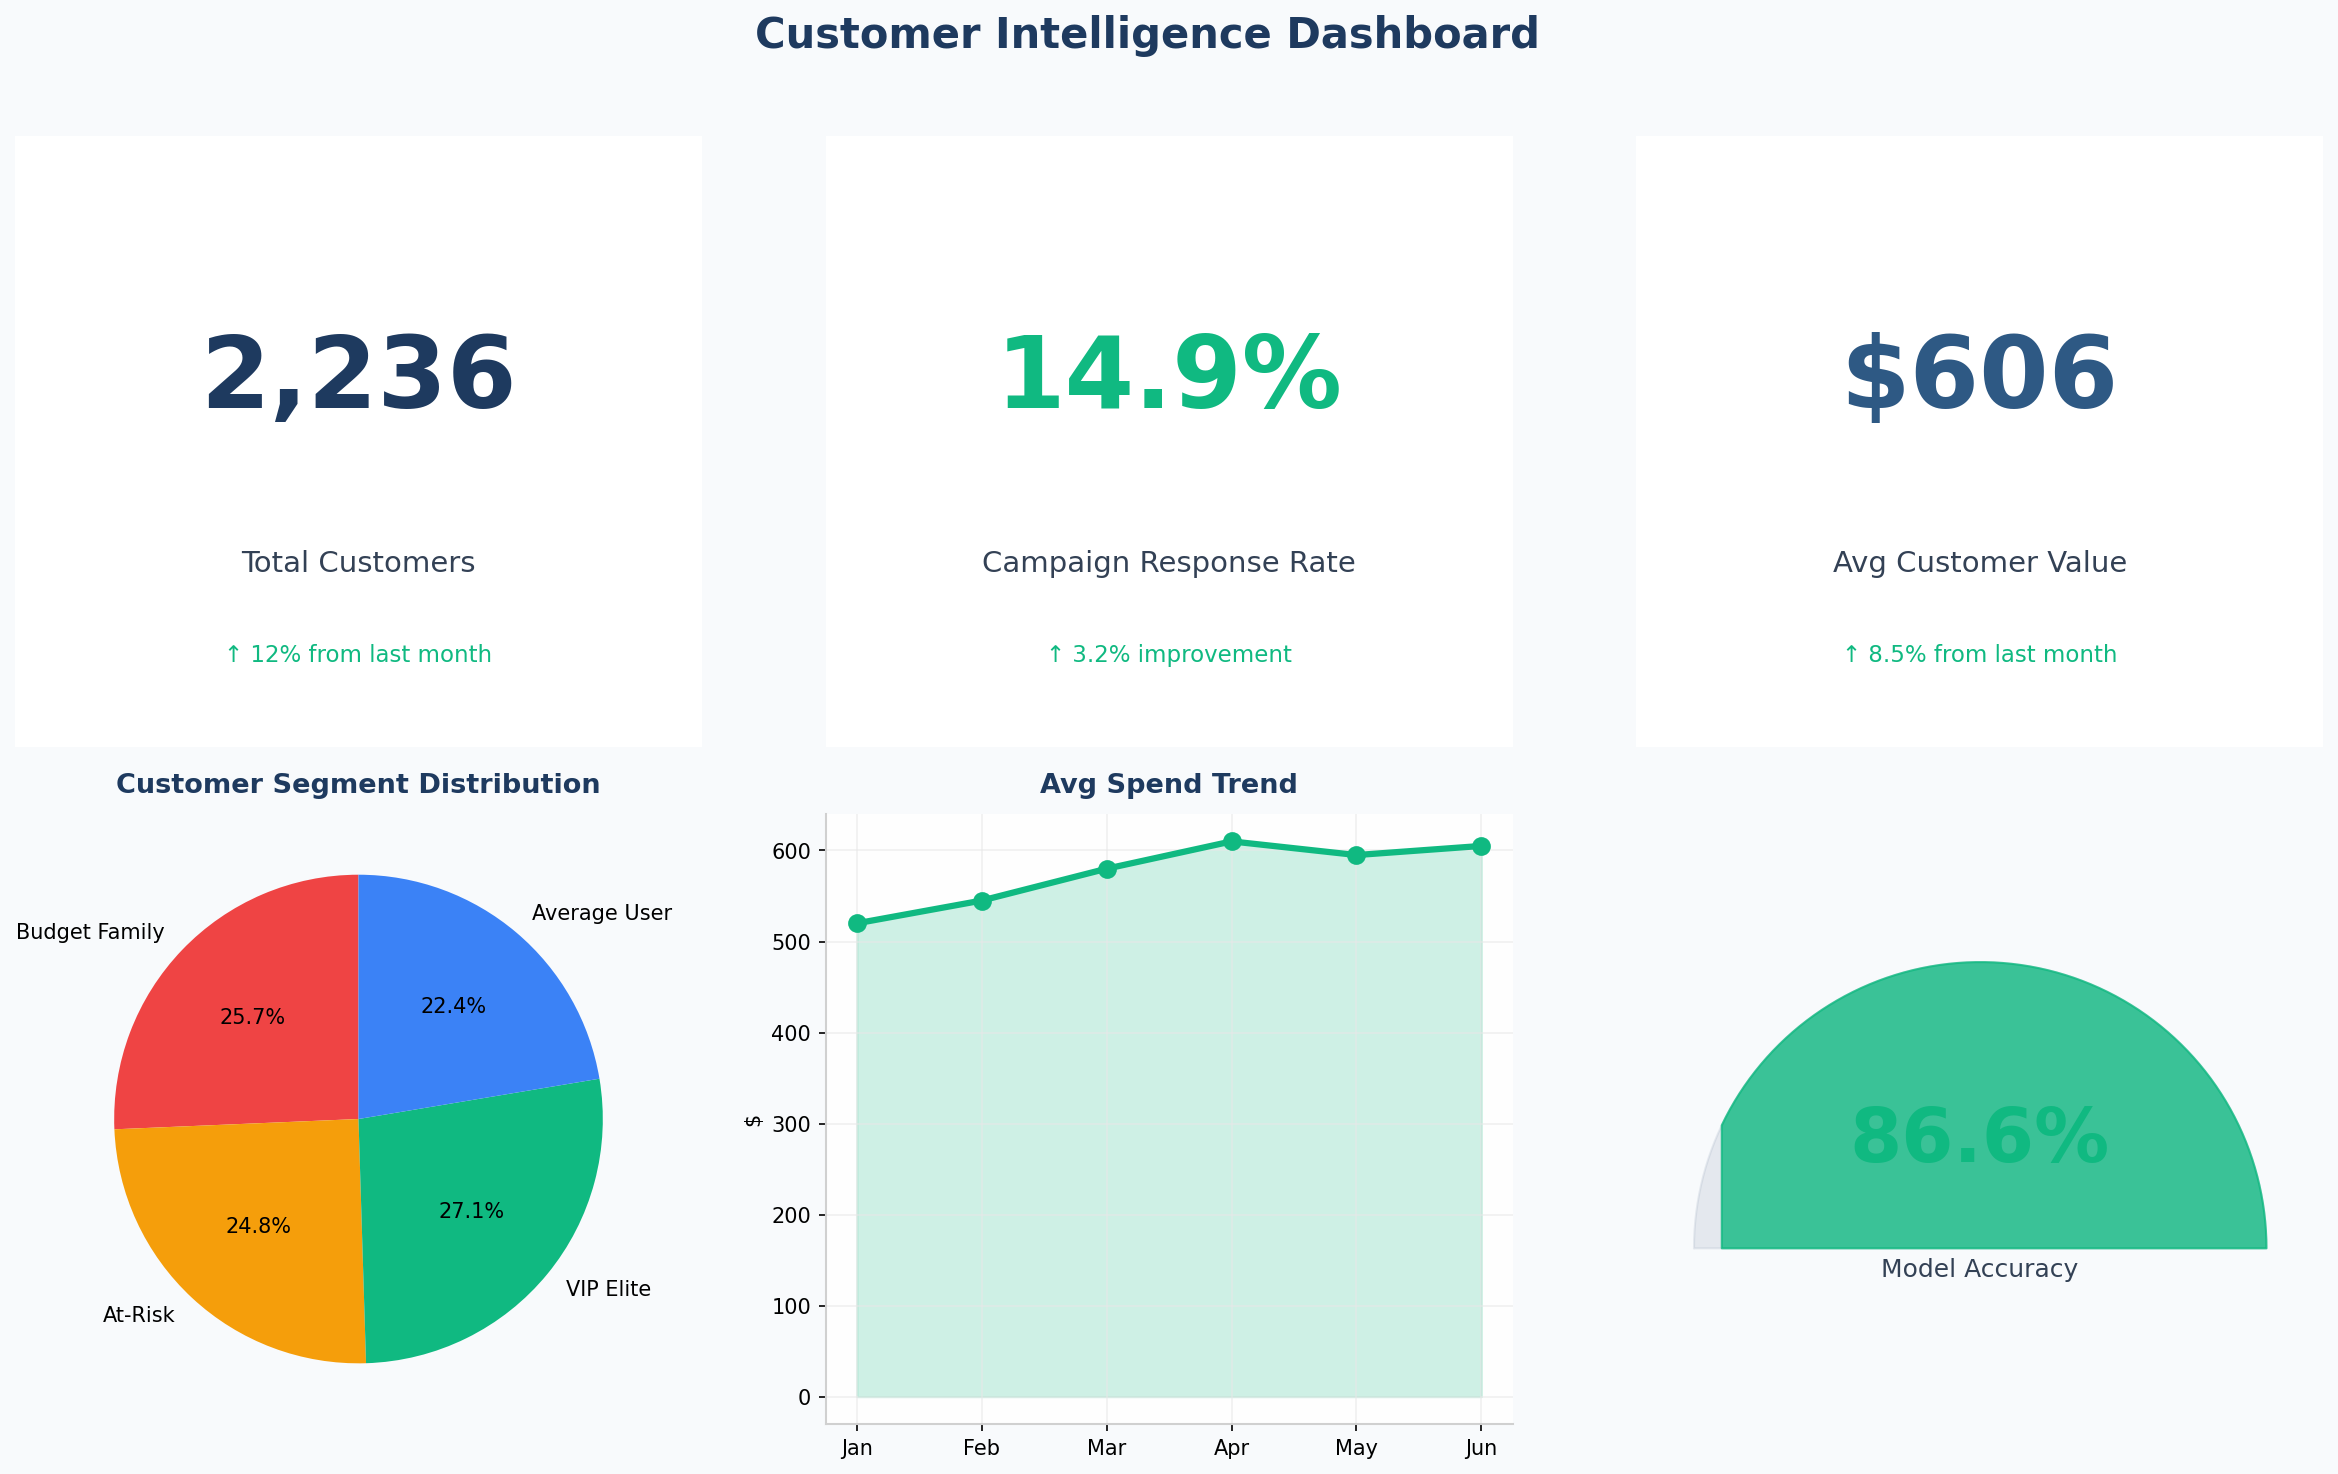 Customer Intelligence Dashboard
2,236
Total Customers
↑ 12% from last month
14.9%
Campaign Response Rate
↑ 3.2% improvement
$606
Avg Customer Value
↑ 8.5% from last month
Customer Segment Distribution
Budget Family
Average User
25.7%
22.4%
24.8%
27.1%
At-Risk
VIP Elite
Avg Spend Trend
$
600
500
400
300
200
100
0
Jan Feb Mar Apr May Jun
86.6%
Model Accuracy